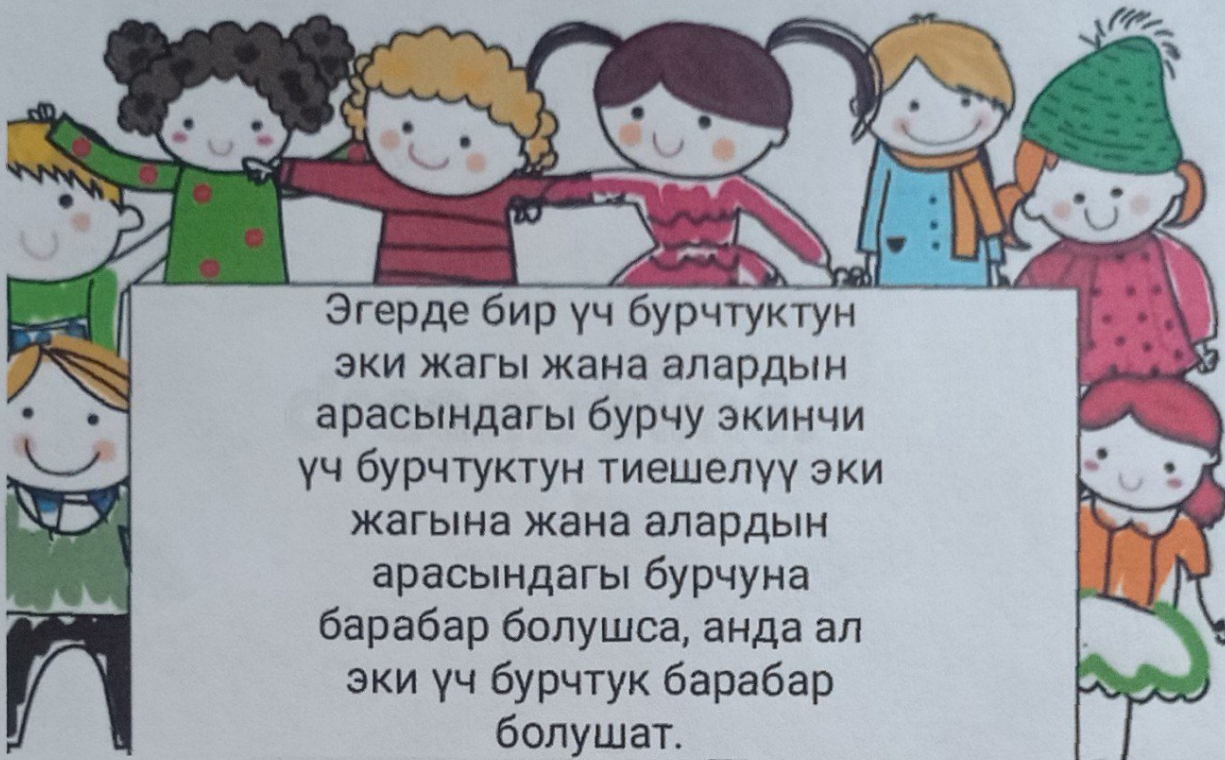 Эгерде бир үч бурчтуктун
эки жагы жана алардын
арасындагы бурчу экинчи
үч бурчтуктун тиешелүү эки
жагына жана алардын
арасындагы бурчуна
барабар болушса, анда ал
эки үч бурчтук барабар
болушат.